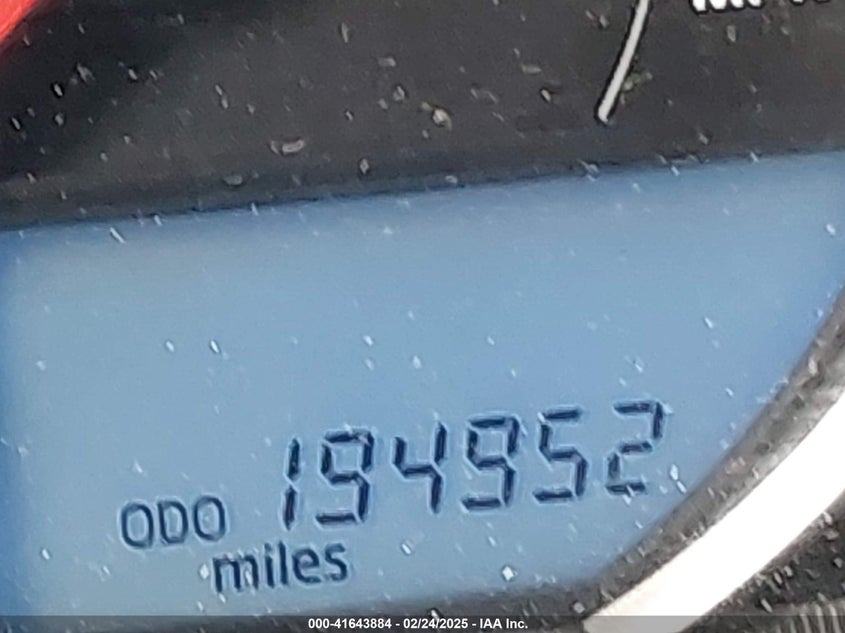 ODO 194952
miles
000-41643884 - 02/24/2025 - IAA Inc.